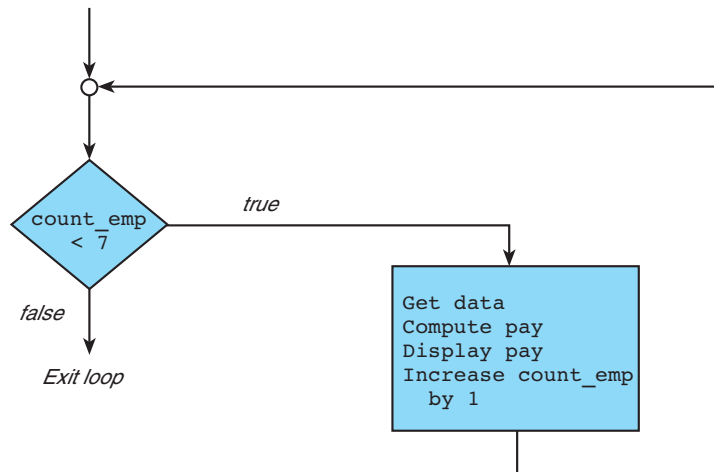 true
count_emp
< 7
false
Exit loop
Get data
Compute pay
Display pay
Increase count_emp
by 1